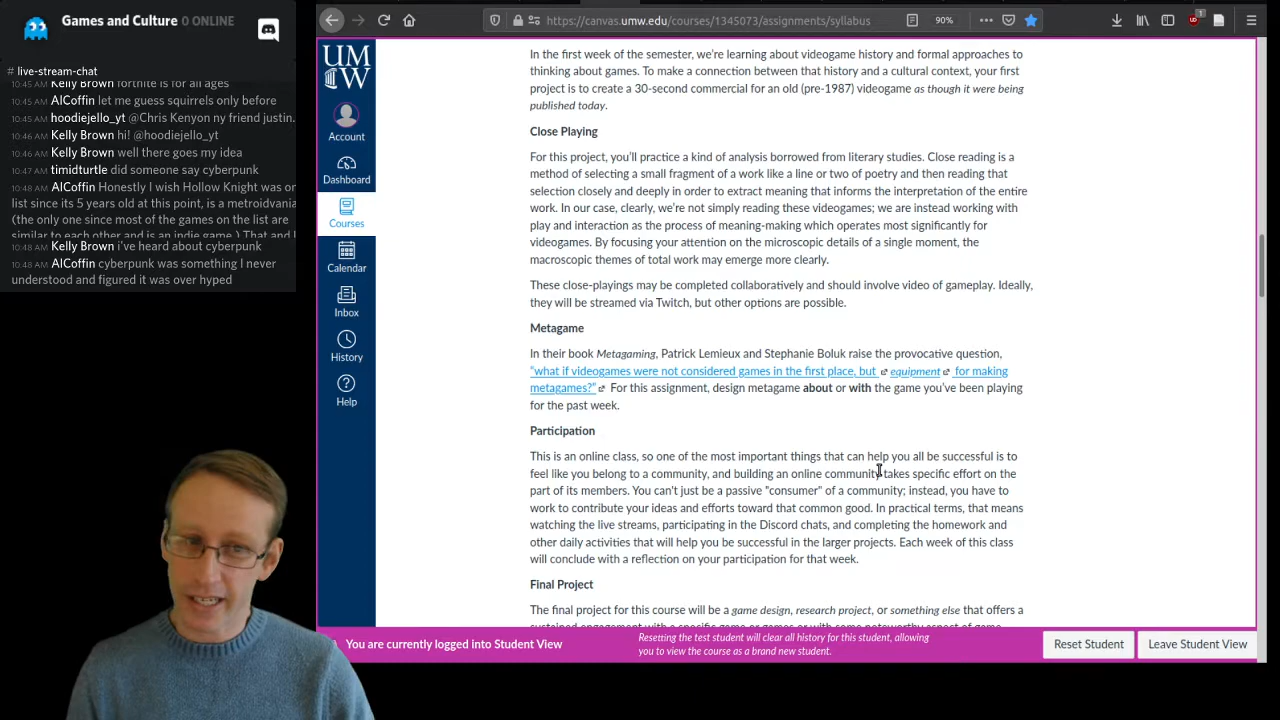 Games and Culture 0 ONLINE
# live-stream-chat
Kelly Brown fortnite is for all ages
10:45 AM AlCoffin let me guess squirrels only before
10:45 AM hoodiejello_yt @Chris Kenyon ny friend justin.
10:46 AM Kelly Brown hi! @hoodiejello_yt
10:46 AM Kelly Brown well there goes my idea
10:47 AM timidturtle did someone say cyberpunk
10:48 AM AlCoffin Honestly I wish Hollow Knight was on
list since its 5 years old at this point, is a metroidvania
(the only one since most of the games on the list are
similar to each other and is an indie game ) That and I
10:48 AM Kelly Brown i've heard about cyberpunk
10:48 AM AlCoffin cyberpunk was something I never
understood and figured it was over hyped
https://canvas.umw.edu/courses/1345073/assignments/syllabus
90%
1
UM
W
Account
Dashboard
Courses
Calendar
Inbox
History
Help
In the first week of the semester, we're learning about videogame history and formal approaches to
thinking about games. To make a connection between that history and a cultural context, your first
project is to create a 30-second commercial for an old (pre-1987) videogame as though it were being
published today.
Close Playing
For this project, you'll practice a kind of analysis borrowed from literary studies. Close reading is a
method of selecting a small fragment of a work like a line or two of poetry and then reading that
selection closely and deeply in order to extract meaning that informs the interpretation of the entire
work. In our case, clearly, we're not simply reading these videogames; we are instead working with
play and interaction as the process of meaning-making which operates most significantly for
videogames. By focusing your attention on the microscopic details of a single moment, the
macroscopic themes of total work may emerge more clearly.
These close-playings may be completed collaboratively and should involve video of gameplay. Ideally,
they will be streamed via Twitch, but other options are possible.
Metagame
In their book Metagaming, Patrick Lemieux and Stephanie Boluk raise the provocative question,
“what if videogames were not considered games in the first place, but equipment for making
metagames?” For this assignment, design metagame about or with the game you've been playing
for the past week.
Participation
This is an online class, so one of the most important things that can help you all be successful is to
feel like you belong to a community, and building an online community takes specific effort on the
part of its members. You can't just be a passive "consumer" of a community; instead, you have to
work to contribute your ideas and efforts toward that common good. In practical terms, that means
watching the live streams, participating in the Discord chats, and completing the homework and
other daily activities that will help you be successful in the larger projects. Each week of this class
will conclude with a reflection on your participation for that week.
Final Project
The final project for this course will be a game design, research project, or something else that offers a
sustained engagement with a specific game or games or with some noteworthy aspect of game
You are currently logged into Student View
Resetting the test student will clear all history for this student, allowing
you to view the course as a brand new student.
Reset Student
Leave Student View